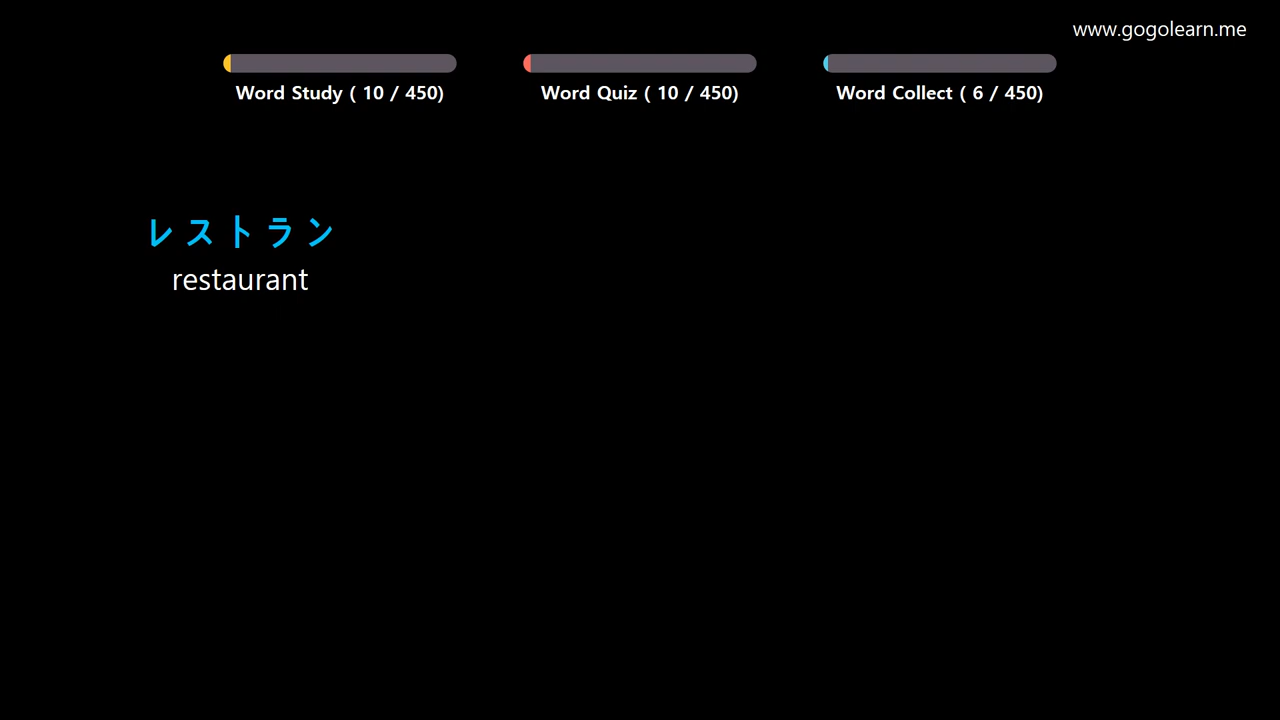 www.gogolearn.me
Word Study ( 10 / 450)
Word Quiz ( 10 / 450)
Word Collect ( 6 / 450)
レストラン
restaurant